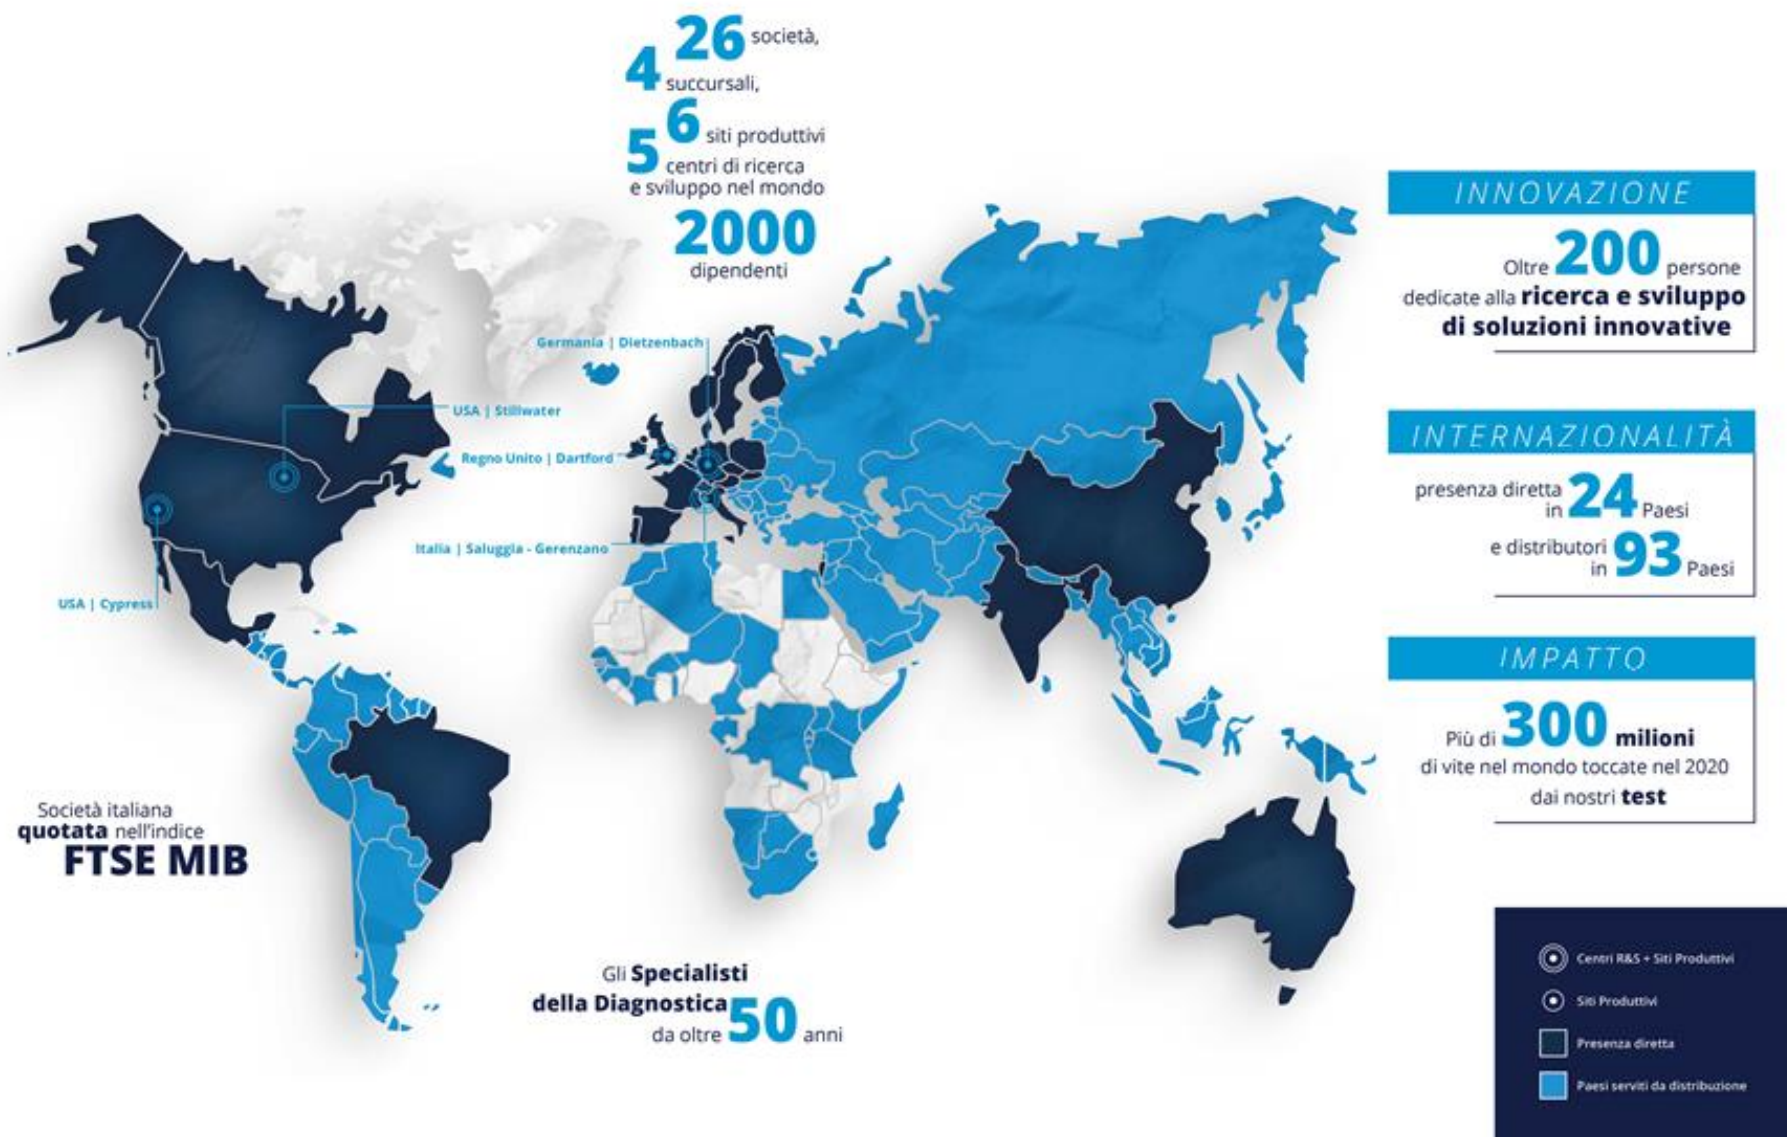 26 società,
4 succursali,
6 siti produttivi
5 centri di ricerca
e sviluppo nel mondo
2000
dipendenti
INNOVAZIONE
Oltre 200 persone
dedicate alla ricerca e sviluppo
di soluzioni innovative
Germania | Dietzenbach
USA | Stillwater
Regno Unito | Dartford
Italia | Saluggia - Gerenzano
USA | Cypress
INTERNAZIONALITÀ
presenza diretta
in 24 Paesi
e distributori
in 93 Paesi
IMPATTO
Più di 300 milioni
di vite nel mondo toccate nel 2020
dai nostri test
Società italiana
quotata nell'indice
FTSE MIB
Gli Specialisti
della Diagnostica
da oltre 50 anni
Centri R&S + Siti Produttivi
Siti Produttivi
Presenza diretta
Paesi serviti da distribuzione